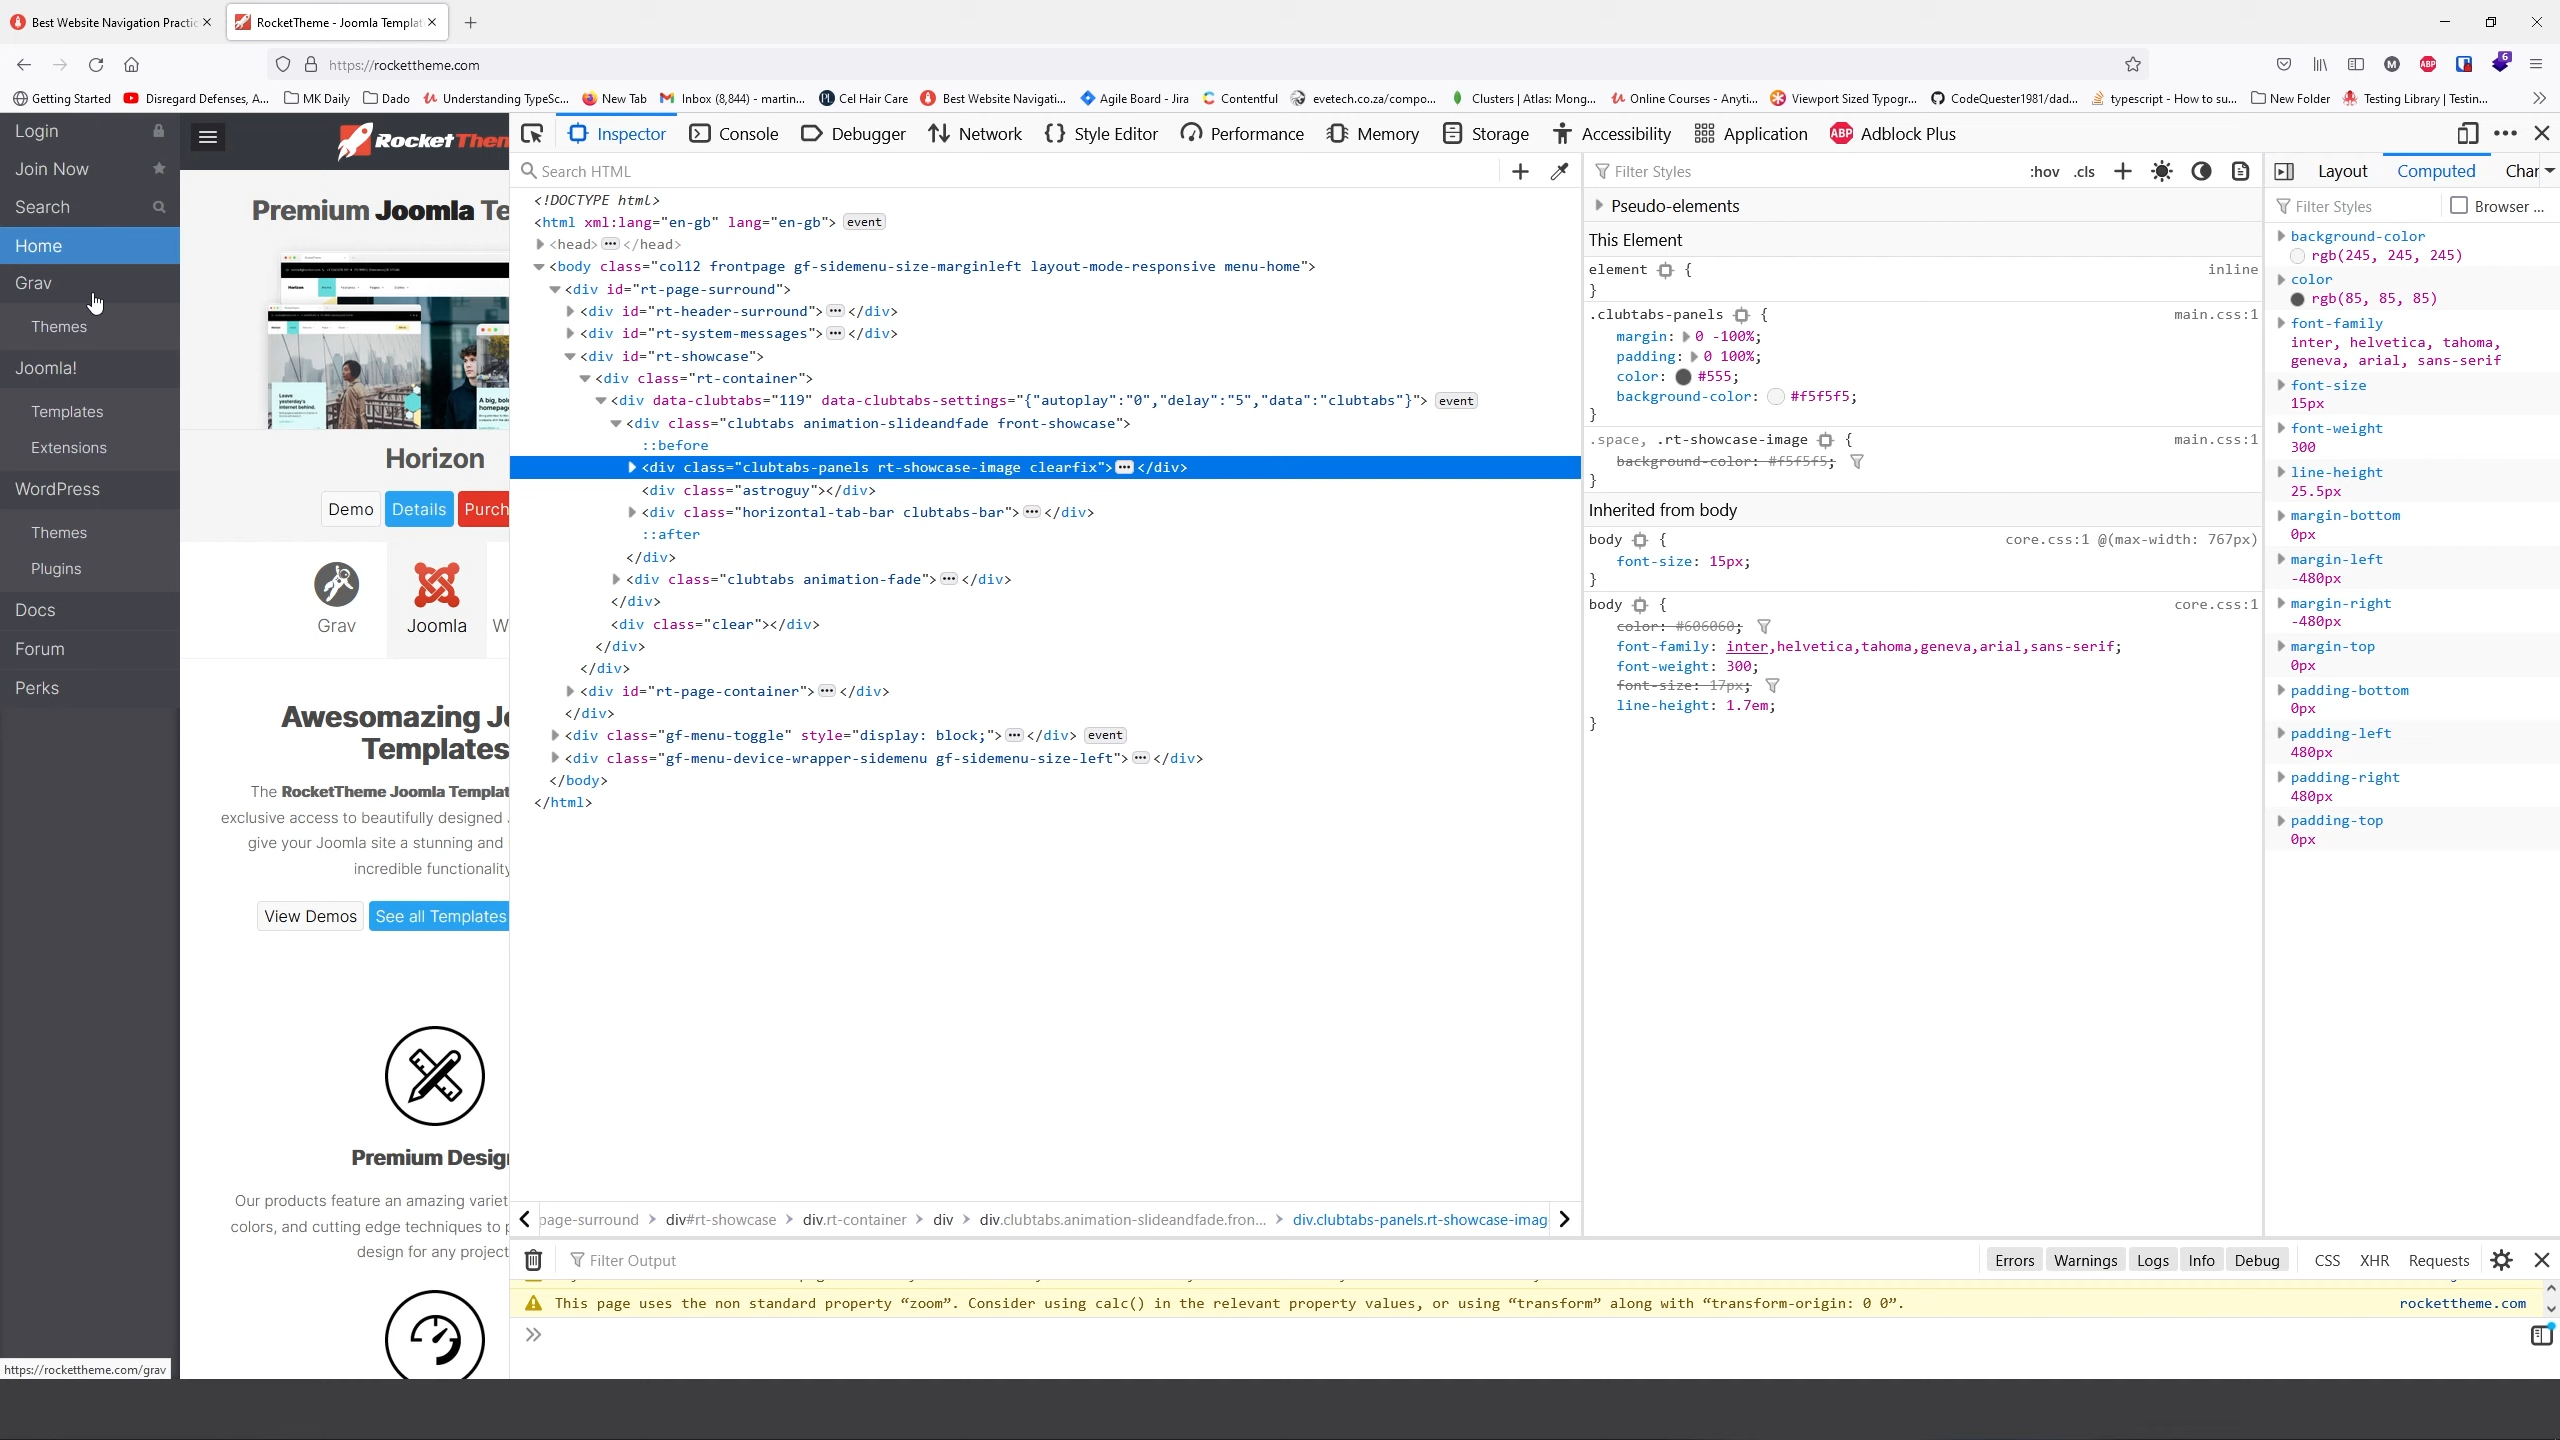 Best Website Navigation Practic
RocketTheme - Joomla Templat
https://rockettheme.com
Getting Started
Disregard Defenses, A...
MK Daily
Dado
Understanding TypeSc...
New Tab
Inbox (8,844) - martin...
Cel Hair Care
Best Website Navigati...
Agile Board - Jira
Contentful
evetech.co.za/compo...
Clusters | Atlas: Mong...
Online Courses - Anyti...
Viewport Sized Typogr...
CodeQuester1981/dad...
typescript - How to su...
New Folder
Testing Library | Testin...
Login
Join Now
Search
Home
Grav
Themes
Joomla!
Templates
Extensions
WordPress
Themes
Plugins
Docs
Forum
Perks
https://rockettheme.com/grav
RocketThem
Premium Joomla Te
Horizon
Demo Details Purch
Grav Joomla W
Awesomazing Jo
Templates
The RocketTheme Joomla Templat
exclusive access to beautifully designed
give your Joomla site a stunning and
incredible functionality
View Demos See all Templates
Premium Design
Our products feature an amazing variet
colors, and cutting edge techniques to p
design for any project
Inspector Console Debugger Network Style Editor Performance Memory Storage Accessibility Application ABP Adblock Plus
Search HTML
<!DOCTYPE html>
<html xml:lang="en-gb" lang="en-gb"> event
<head> ··· </head>
<body class="col12 frontpage gf-sidemenu-size-marginleft layout-mode-responsive menu-home">
<div id="rt-page-surround">
<div id="rt-header-surround"> ··· </div>
<div id="rt-system-messages"> ··· </div>
<div id="rt-showcase">
<div class="rt-container">
<div data-clubtabs="119" data-clubtabs-settings="{"autoplay":"0","delay":"5","data":"clubtabs"}"> event
<div class="clubtabs animation-slideandfade front-showcase">
::before
<div class="clubtabs-panels rt-showcase-image clearfix"> ··· </div>
<div class="astroguy"></div>
<div class="horizontal-tab-bar clubtabs-bar"> ··· </div>
::after
</div>
<div class="clubtabs animation-fade"> ··· </div>
</div>
<div class="clear"></div>
</div>
</div>
<div id="rt-page-container"> ··· </div>
</div>
<div class="gf-menu-toggle" style="display: block;"> ··· </div> event
<div class="gf-menu-device-wrapper-sidemenu gf-sidemenu-size-left"> ··· </div>
</body>
</html>
page-surround div#rt-showcase div.rt-container div div.clubtabs.animation-slideandfade.fron... div.clubtabs-panels.rt-showcase-imag
Filter Styles :hov .cls
Pseudo-elements
This Element
element { inline
}
.clubtabs-panels { main.css:1
margin: 0 -100%;
padding: 0 100%;
color: #555;
background-color: #f5f5f5;
}
.space, .rt-showcase-image { main.css:1
background-color: #f5f5f5;
}
Inherited from body
body { core.css:1 @(max-width: 767px)
font-size: 15px;
}
body { core.css:1
color: #606060;
font-family: inter,helvetica,tahoma,geneva,arial,sans-serif;
font-weight: 300;
font-size: 17px;
line-height: 1.7em;
}
Layout Computed Char
Filter Styles Browser ...
background-color
rgb(245, 245, 245)
color
rgb(85, 85, 85)
font-family
inter, helvetica, tahoma,
geneva, arial, sans-serif
font-size
15px
font-weight
300
line-height
25.5px
margin-bottom
0px
margin-left
-480px
margin-right
-480px
margin-top
0px
padding-bottom
0px
padding-left
480px
padding-right
480px
padding-top
0px
Filter Output Errors Warnings Logs Info Debug CSS XHR Requests
This page uses the non standard property “zoom”. Consider using calc() in the relevant property values, or using “transform” along with “transform-origin: 0 0”. rockettheme.com